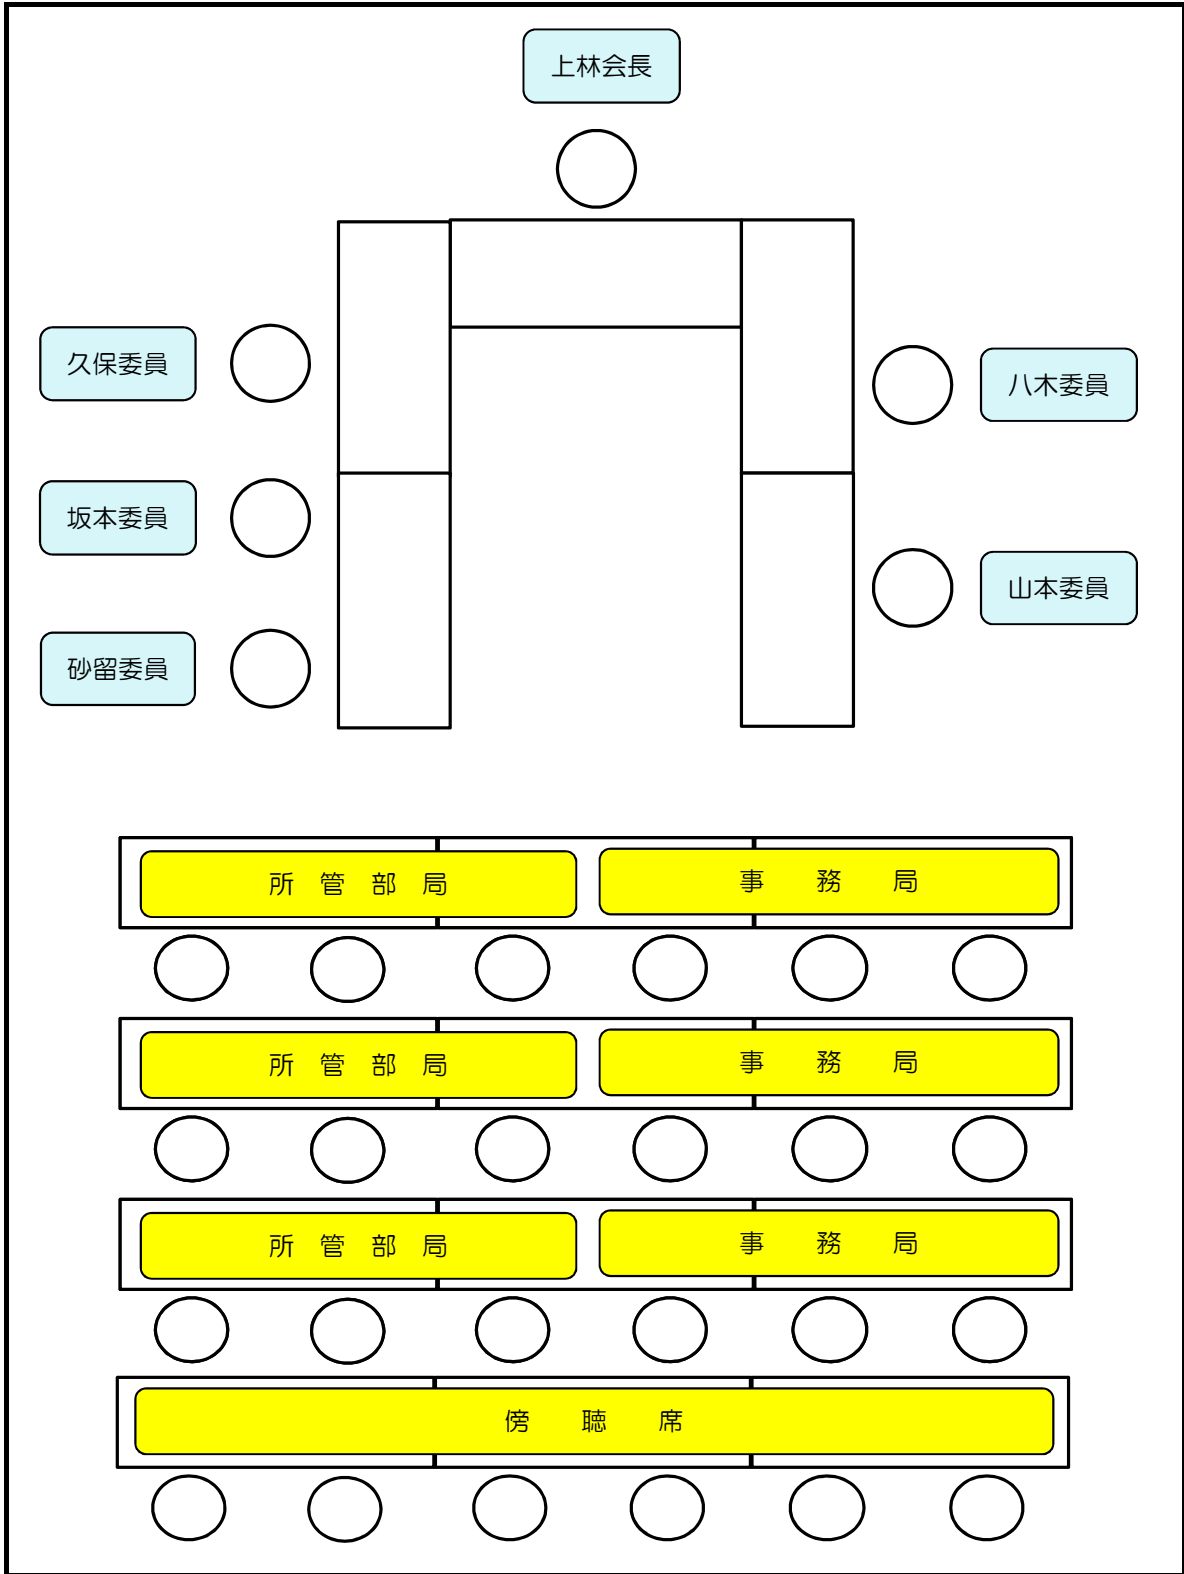 上林会長
久保委員
八木委員
坂本委員
山本委員
砂留委員
所管部局 事務局
所管部局 事務局
所管部局 事務局
傍聴席